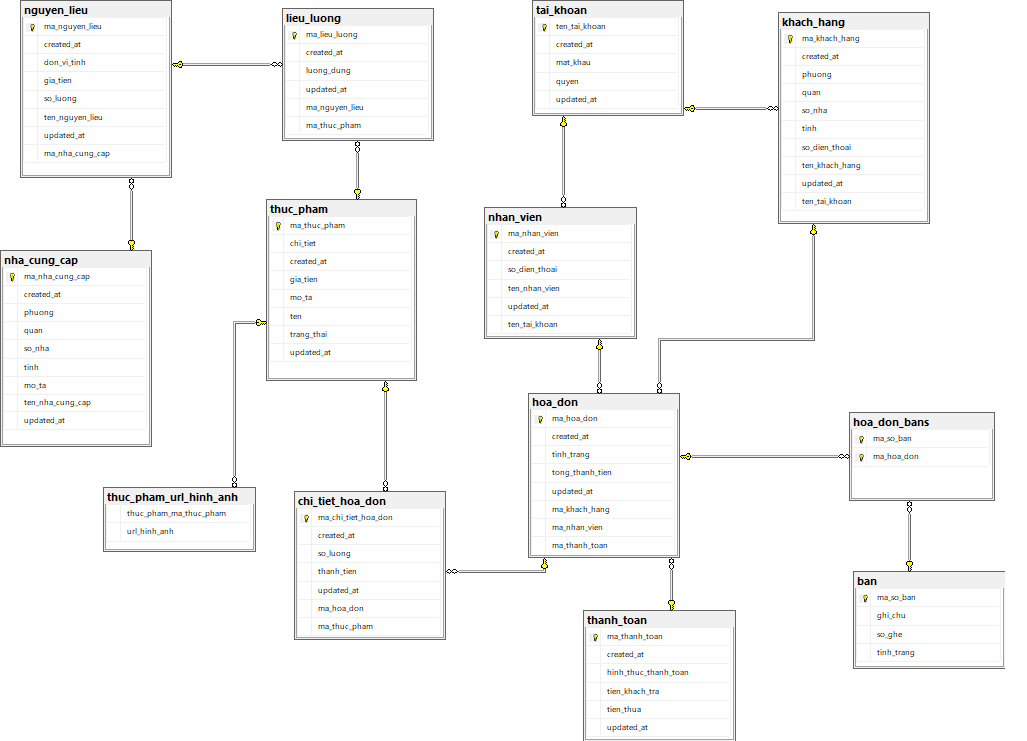 nguyen_lieu
ma_nguyen_lieu
created_at
don_vi_tinh
gia_tien
so_luong
ten_nguyen_lieu
updated_at
ma_nha_cung_cap
lieu_luong
ma_lieu_luong
created_at
luong_dung
updated_at
ma_nguyen_lieu
ma_thuc_pham
tai_khoan
ten_tai_khoan
created_at
mat_khau
quyen
updated_at
khach_hang
ma_khach_hang
created_at
phuong
quan
so_nha
tinh
so_dien_thoai
ten_khach_hang
updated_at
ten_tai_khoan
nha_cung_cap
ma_nha_cung_cap
created_at
phuong
quan
so_nha
tinh
mo_ta
ten_nha_cung_cap
updated_at
thuc_pham
ma_thuc_pham
chi_tiet
created_at
gia_tien
mo_ta
ten
trang_thai
updated_at
nhan_vien
ma_nhan_vien
created_at
so_dien_thoai
ten_nhan_vien
updated_at
ten_tai_khoan
hoa_don
ma_hoa_don
created_at
tinh_trang
tong_thanh_tien
updated_at
ma_khach_hang
ma_nhan_vien
ma_thanh_toan
hoa_don_bans
ma_so_ban
ma_hoa_don
thuc_pham_url_hinh_anh
thuc_pham_ma_thuc_pham
url_hinh_anh
chi_tiet_hoa_don
ma_chi_tiet_hoa_don
created_at
so_luong
thanh_tien
updated_at
ma_hoa_don
ma_thuc_pham
ban
ma_so_ban
ghi_chu
so_ghe
tinh_trang
thanh_toan
ma_thanh_toan
created_at
hinh_thuc_thanh_toan
tien_khach_tra
tien_thua
updated_at